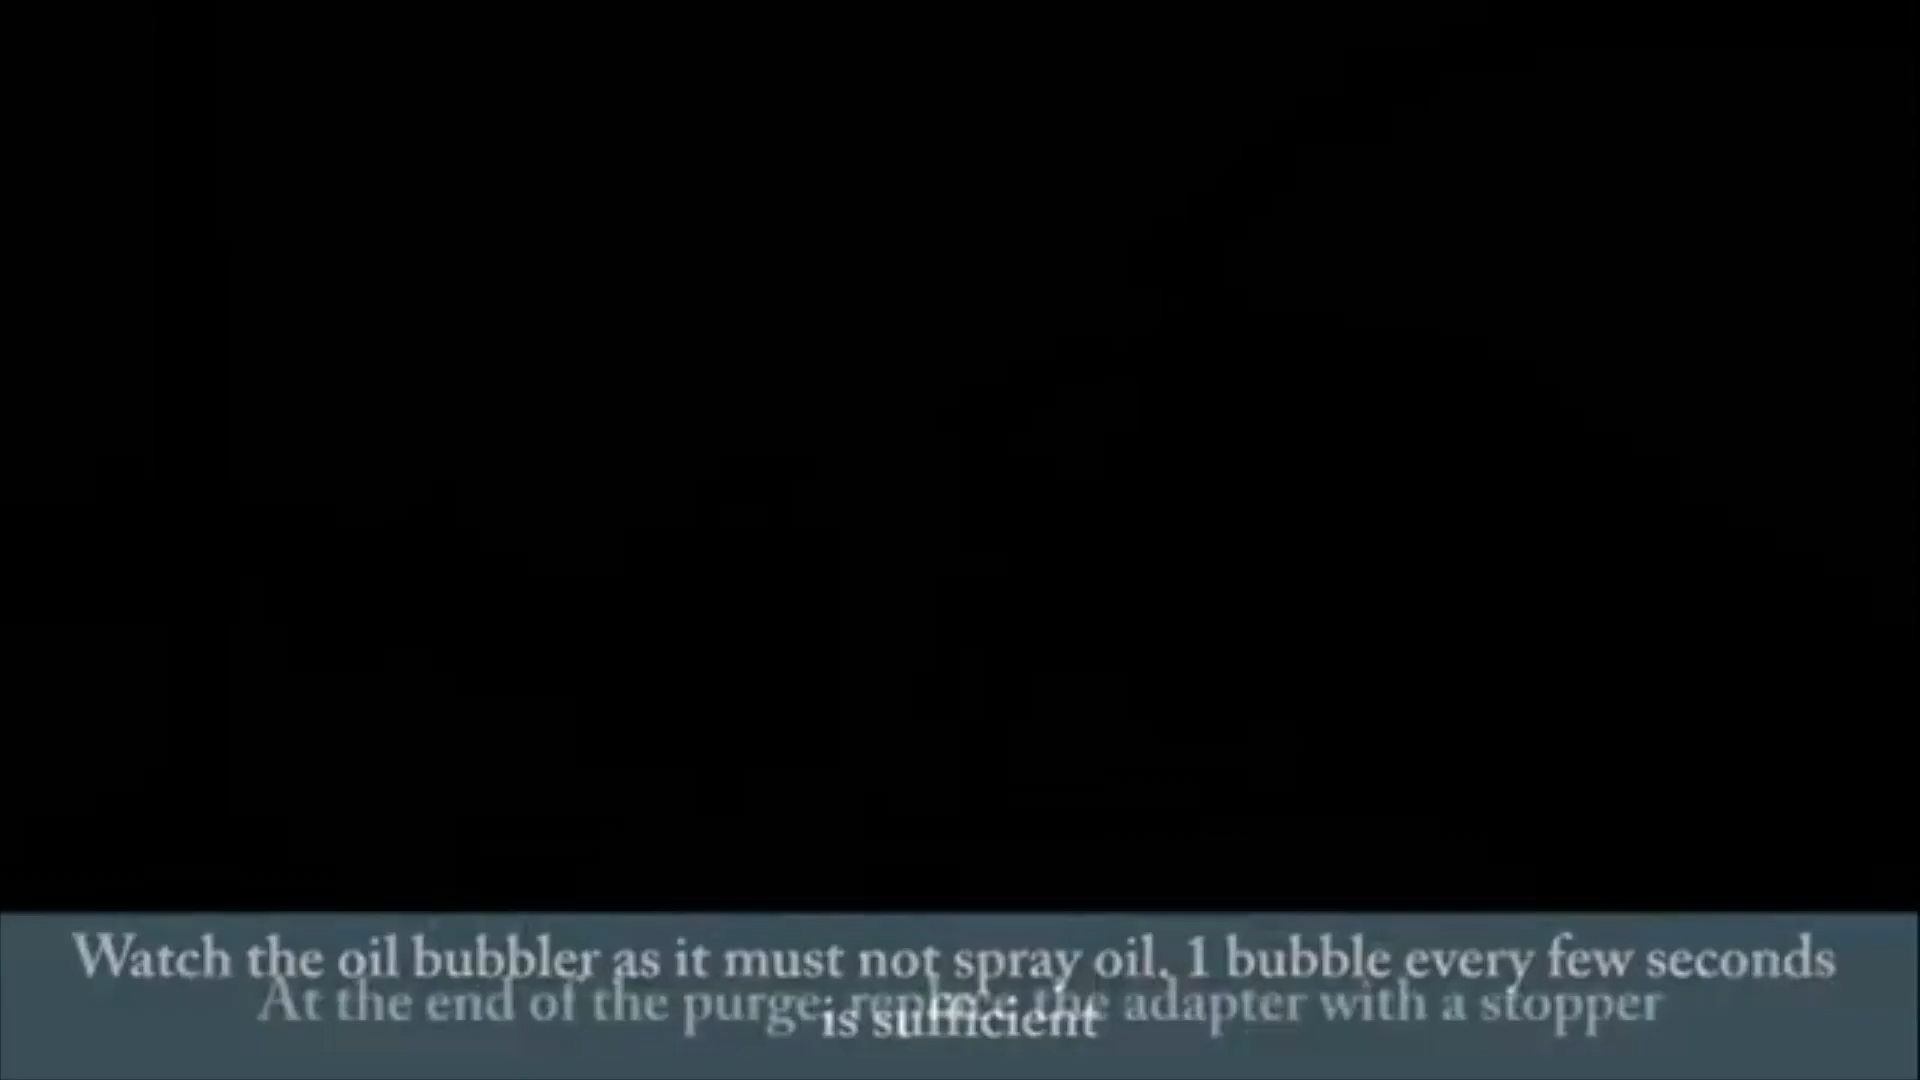 Watch the oil bubbler as it must not spray oil, 1 bubble every few seconds
is sufficient
At the end of the purge, replace the adapter with a stopper